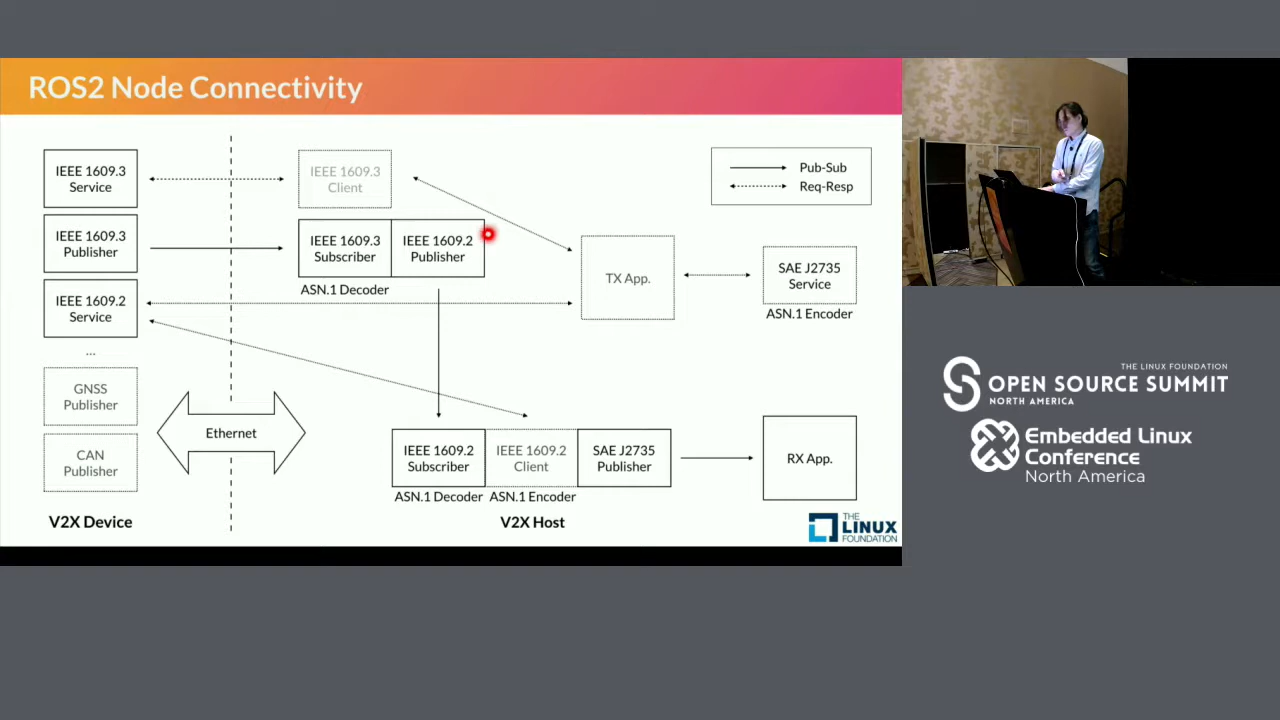 ROS2 Node Connectivity
IEEE 1609.3
Service
IEEE 1609.3
Publisher
IEEE 1609.2
Service
...
GNSS
Publisher
CAN
Publisher
V2X Device
Ethernet
IEEE 1609.3
Client
IEEE 1609.3
Subscriber
IEEE 1609.2
Publisher
ASN.1 Decoder
TX App.
SAE J2735
Service
ASN.1 Encoder
Pub-Sub
Req-Resp
IEEE 1609.2
Subscriber
IEEE 1609.2
Client
SAE J2735
Publisher
ASN.1 Decoder
ASN.1 Encoder
RX App.
V2X Host
THE
LINUX
FOUNDATION
THE LINUX FOUNDATION
OPEN SOURCE SUMMIT
NORTH AMERICA
Embedded Linux
Conference
North America